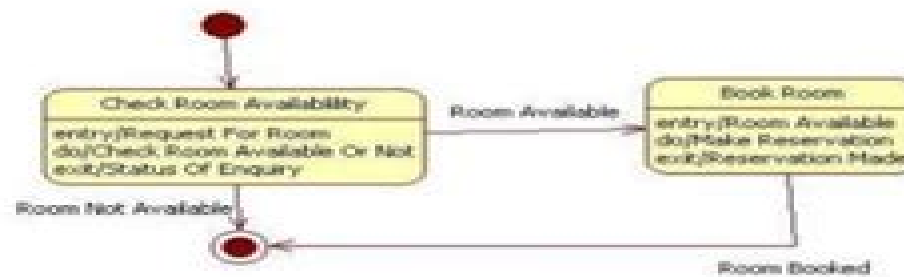 Check Room Availability
entry/Request For Room
do/Check Room Available Or Not
exit/Status Of Enquiry
Room Available
Book Room
entry/Room Available
do/Make Reservation
exit/Reservation Made
Room Not Available
Room Booked